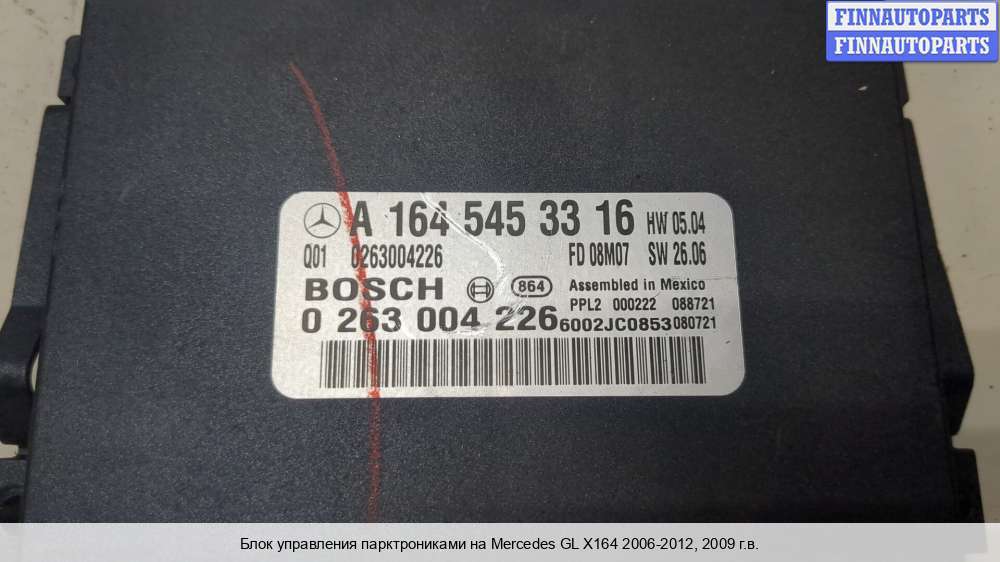 FINNAUTOPARTS
FINNAUTOPARTS
A 164 545 33 16 HW 05.04
Q01 0263004226 FD 08M07 SW 26.06
BOSCH 864 Assembled in Mexico
PPL2 000222 088721
0 263 004 226 6002JC0853 080721
Блок управления парктрониками на Mercedes GL X164 2006-2012, 2009 г.в.